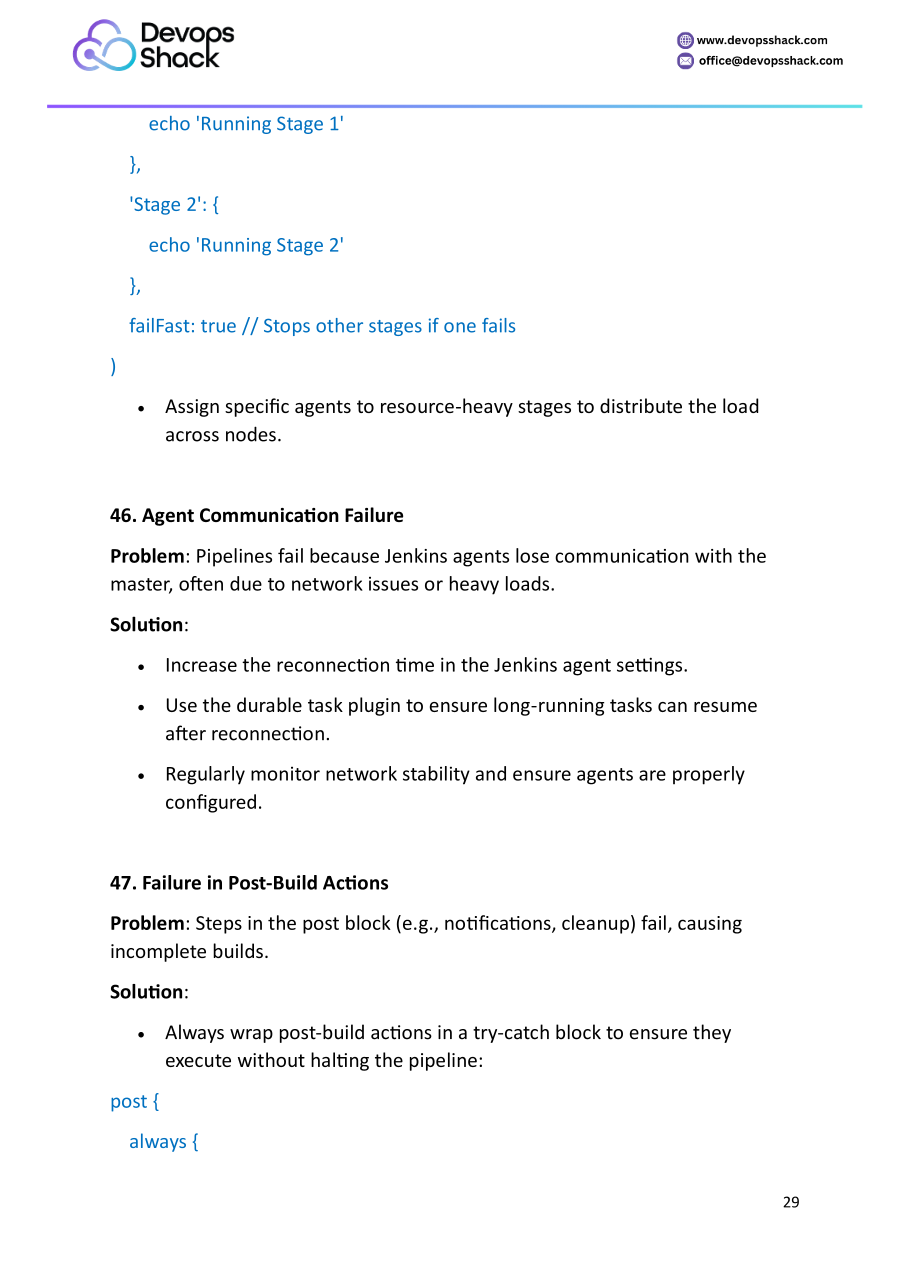 Devops
Shack
www.devopsshack.com
office@devopsshack.com
echo 'Running Stage 1'
},
'Stage 2': {
echo 'Running Stage 2'
},
failFast: true // Stops other stages if one fails
)
• Assign specific agents to resource-heavy stages to distribute the load
across nodes.
46. Agent Communication Failure
Problem: Pipelines fail because Jenkins agents lose communication with the
master, often due to network issues or heavy loads.
Solution:
• Increase the reconnection time in the Jenkins agent settings.
• Use the durable task plugin to ensure long-running tasks can resume
after reconnection.
• Regularly monitor network stability and ensure agents are properly
configured.
47. Failure in Post-Build Actions
Problem: Steps in the post block (e.g., notifications, cleanup) fail, causing
incomplete builds.
Solution:
• Always wrap post-build actions in a try-catch block to ensure they
execute without halting the pipeline:
post {
always {
29